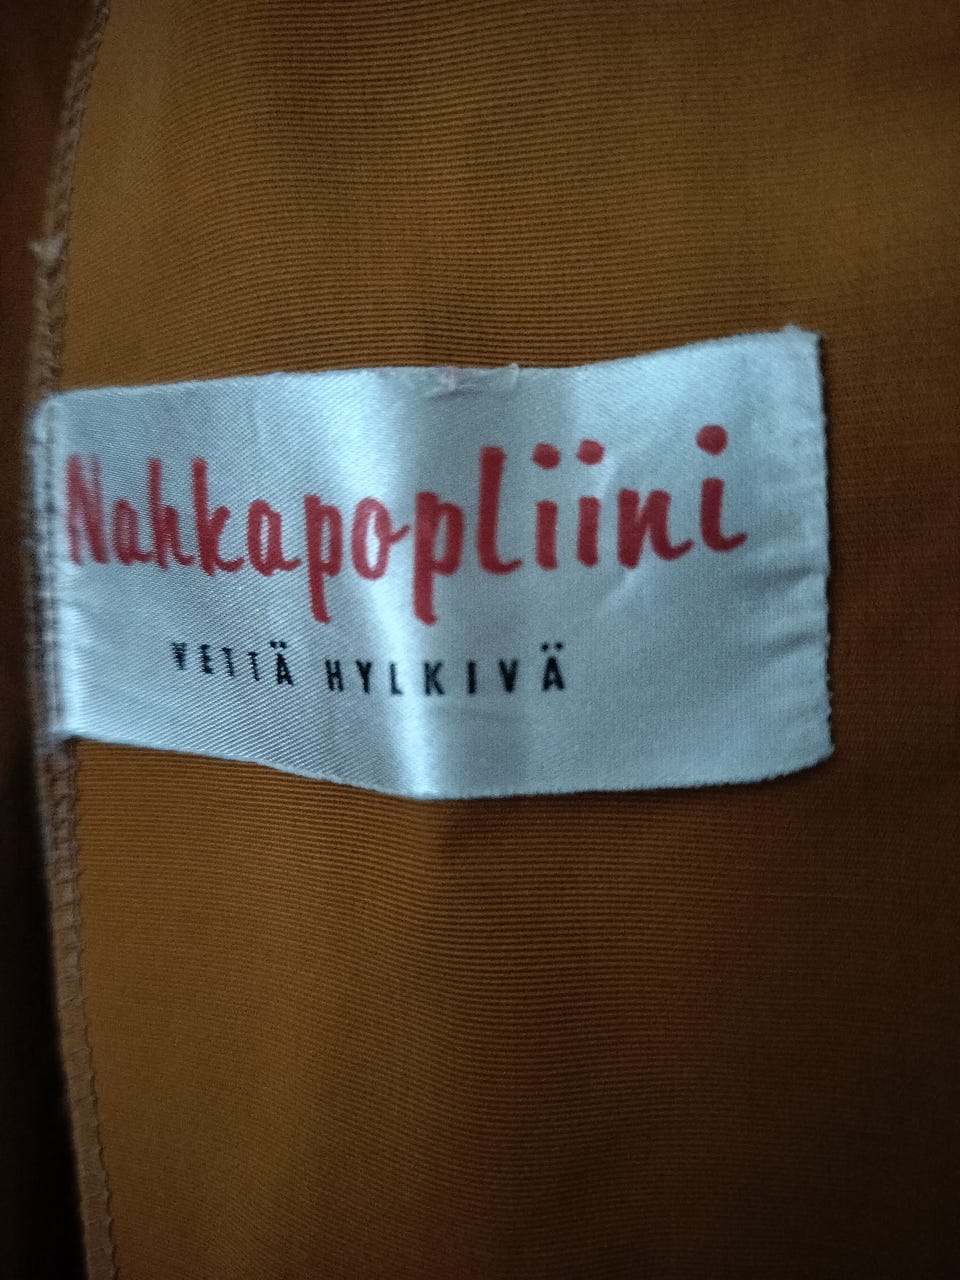 Nahkapopliini
VETTÄ HYLKIVÄ